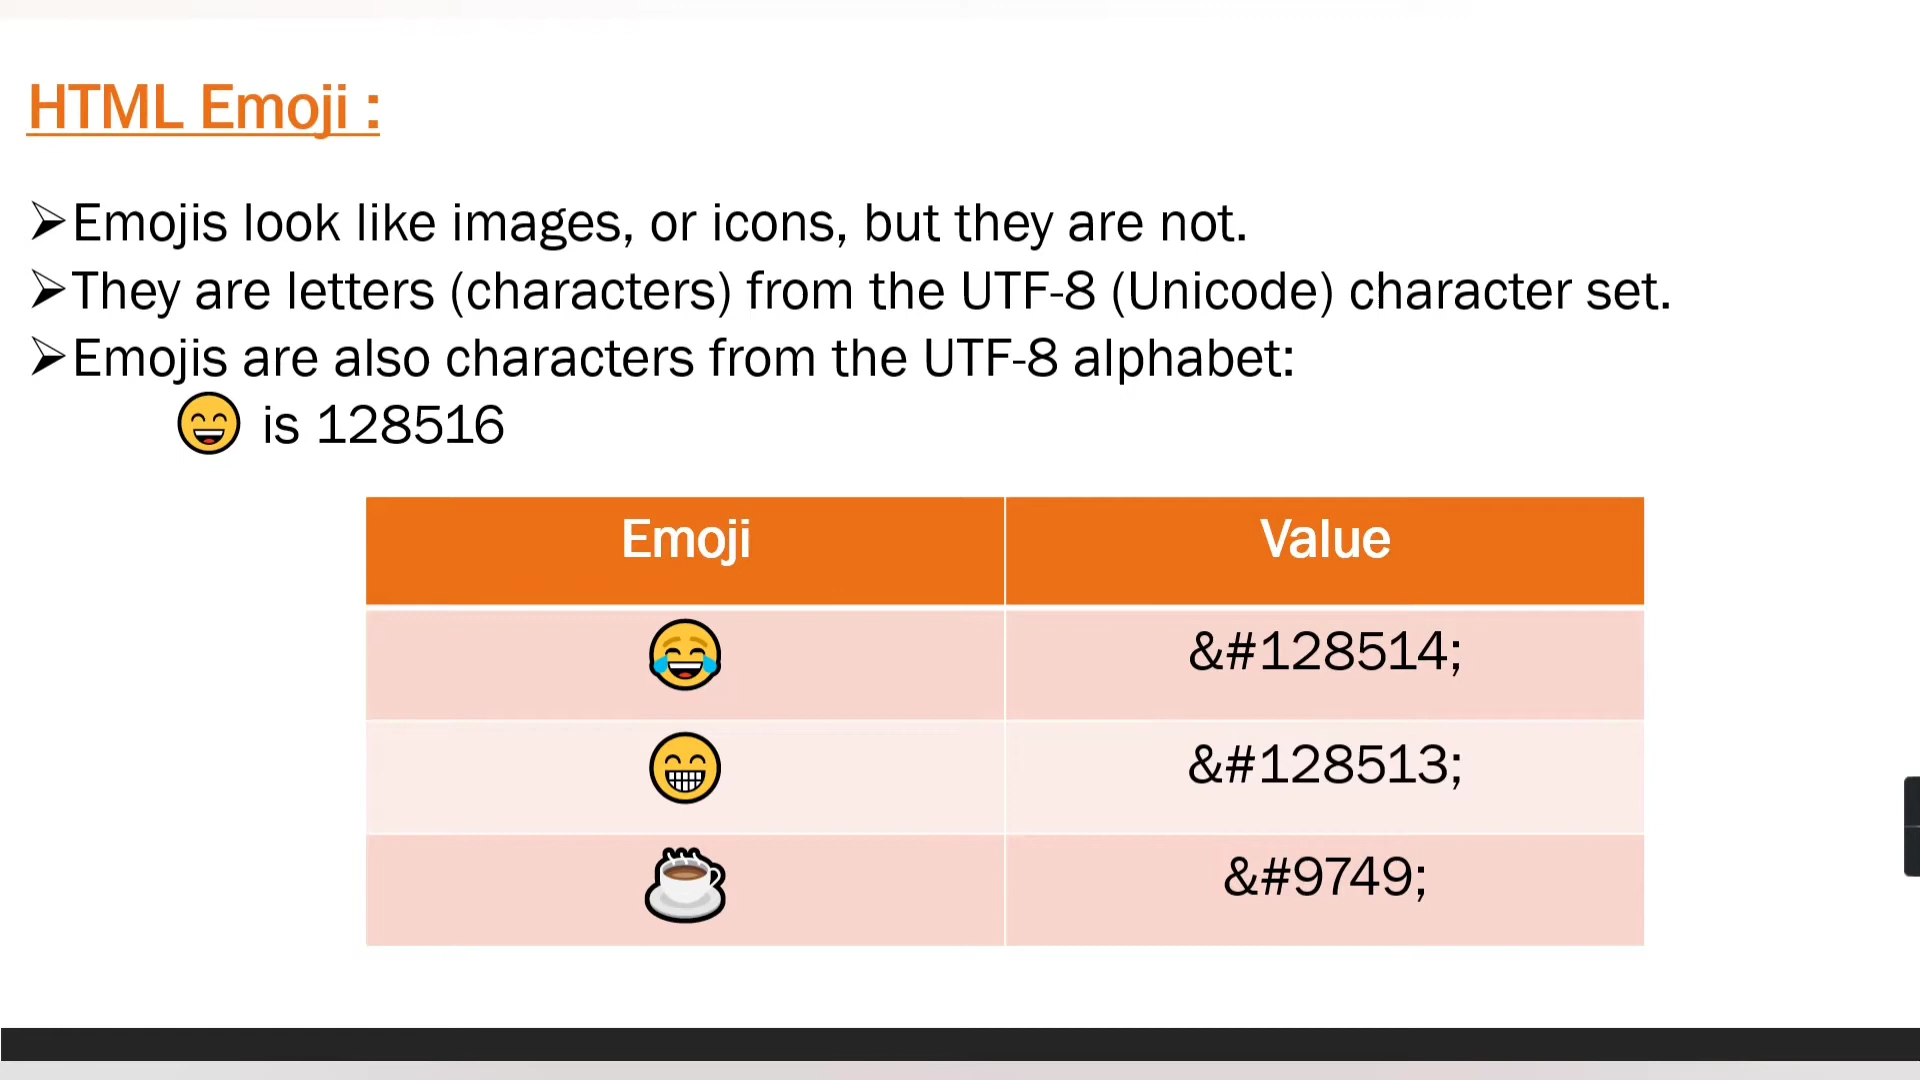 HTML Emoji :
➢Emojis look like images, or icons, but they are not.
➢They are letters (characters) from the UTF-8 (Unicode) character set.
➢Emojis are also characters from the UTF-8 alphabet:
😄 is 128516
Emoji Value
😂 &#128514;
😁 &#128513;
☕ &#9749;